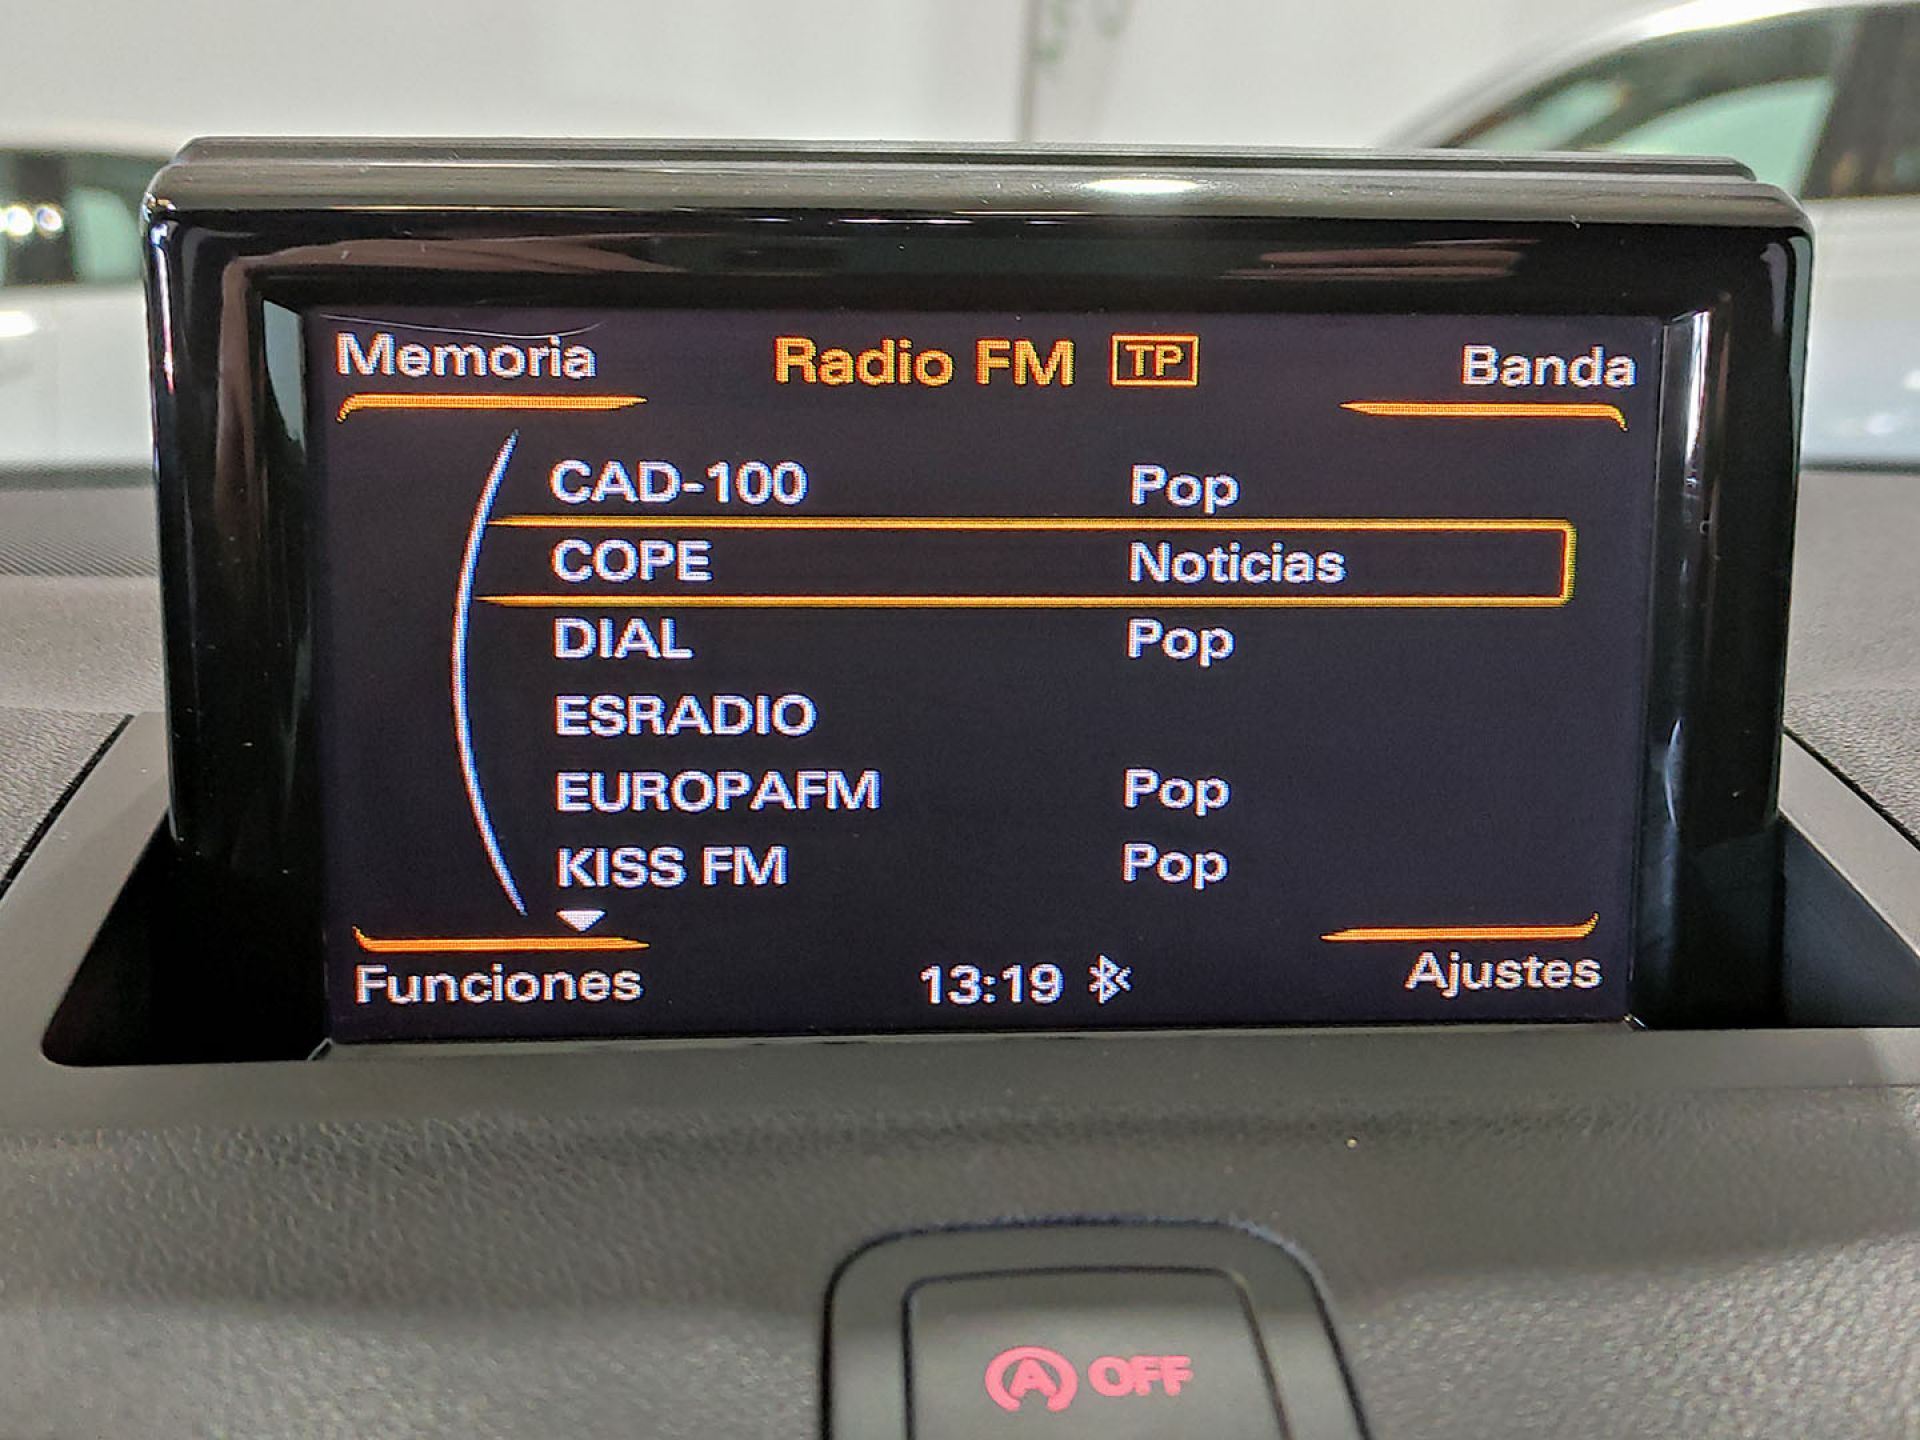 Memoria Radio FM TP Banda
CAD-100 Pop
COPE Noticias
DIAL Pop
ESRADIO
EUROPAFM Pop
KISS FM Pop
Funciones 13:19 Ajustes
A OFF